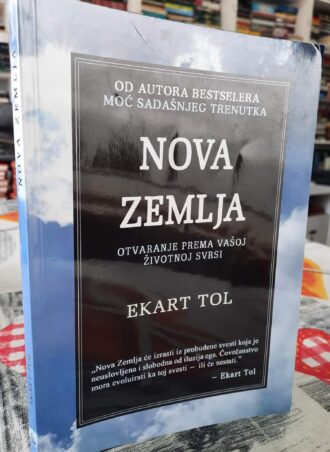 NOVA ZEMLJA
OD AUTORA BESTSELERA
MOĆ SADAŠNJEG TRENUTKA
NOVA
ZEMLJA
OTVARANJE PREMA VAŠOJ
ŽIVOTNOJ SVRSI
EKART TOL
„Nova Zemlja će izrasti iz probuđene svesti koja je
neuslovljena i slobodna od iluzija ega. Čovečanstvo
mora evoluirati ka toj svesti – ili će nestati.”
– Ekart Tol